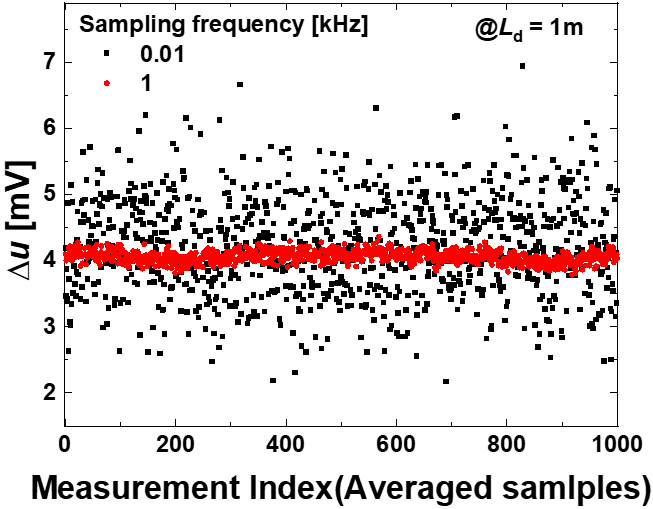 Sampling frequency [kHz]
@Ld = 1m
0.01
1
7
6
5
4
3
2
Δu [mV]
0 200 400 600 800 1000
Measurement Index(Averaged samlples)